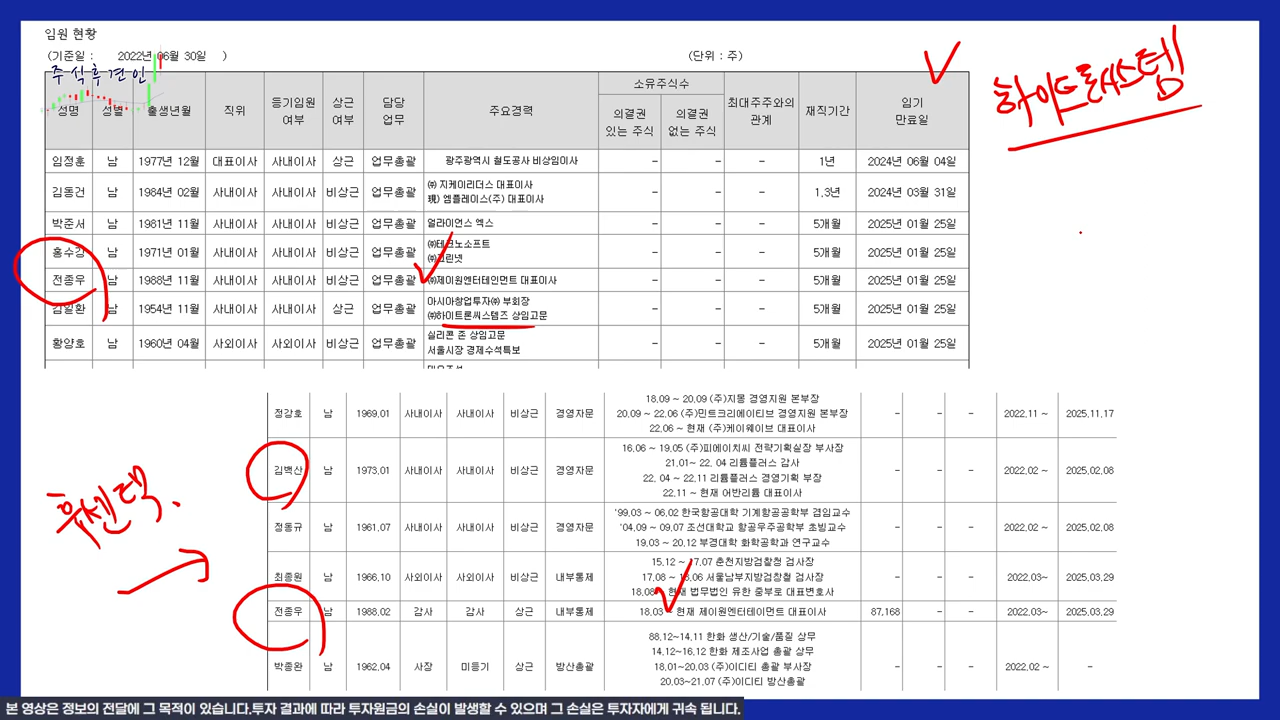 임원 현황
(기준일 : 2022년 06월 30일 ) (단위 : 주)
주식후견인
하이드론시스템
성명 성별 출생년월 직위 등기임원 여부 상근 여부 담당 업무 주요경력 소유주식수 의결권 있는 주식 의결권 없는 주식 최대주주와의 관계 재직기간 임기 만료일
임정훈 남 1977년 12월 대표이사 사내이사 상근 업무총괄 광주광역시 철도공사 비상임이사 - - - 1년 2024년 06월 04일
김동건 남 1984년 02월 사내이사 사내이사 비상근 업무총괄 ㈜ 지케이리더스 대표이사
現) 엠플레이스(주) 대표이사 - - - 1.3년 2024년 03월 31일
박준서 남 1981년 11월 사내이사 사내이사 비상근 업무총괄 얼라이언스 엑스 - - - 5개월 2025년 01월 25일
홍수강 남 1971년 01월 사내이사 사내이사 비상근 업무총괄 ㈜테크노소프트
- - - 5개월 2025년 01월 25일
전종우 남 1988년 11월 사내이사 사내이사 비상근 업무총괄 ㈜제이원엔터테인먼트 대표이사 - - - 5개월 2025년 01월 25일
김일환 남 1954년 11월 사내이사 사내이사 상근 업무총괄 아시아창업투자㈜ 부회장
㈜하이트론씨스템즈 상임고문 - - - 5개월 2025년 01월 25일
황양호 남 1960년 04월 사외이사 사외이사 비상근 업무총괄 실리콘 준 상임고문
서울시장 경제수석특보 - - - 5개월 2025년 01월 25일
휴센텍.
18.09 ~ 20.09 (주)지몽 경영지원 본부장
정강호 남 1969.01 사내이사 사내이사 비상근 경영자문 20.09 ~ 22.06 (주)민트크리에이티브 경영지원 본부장 - - - 2022.11 ~ 2025.11.17
22.06 ~ 현재 (주)케이웨이브 대표이사
16.06 ~ 19.05 (주)피에이치씨 전략기획실장 부사장
21.01~ 22. 04 리튬플러스 감사
김백산 남 1973.01 사내이사 사내이사 비상근 경영자문 22. 04 ~ 22.11 리튬플러스 경영기획 부장 - - - 2022.02 ~ 2025.02.08
22.11 ~ 현재 어반리튬 대표이사
'99.03 ~ 06.02 한국항공대학 기계항공공학부 겸임교수
정동규 남 1961.07 사내이사 사내이사 비상근 경영자문 '04.09 ~ 09.07 조선대학교 항공우주공학부 초빙교수 - - - 2022.02 ~ 2025.02.08
19.03 ~ 20.12 부경대학 화학공학과 연구교수
15.12 ~ 17.07 춘천지방검찰청 검사장
최종원 남 1966.10 사외이사 사외이사 비상근 내부통제 17.08 ~ 18.06 서울남부지방검찰청 검사장 - - - 2022.03~ 2025.03.28
18.08~ 현재 법무법인 유한 중부로 대표변호사
전종우 남 1988.02 감사 감사 상근 내부통제 18.03 ~ 현재 제이원엔터테이먼트 대표이사 87,168 - - 2022.03~ 2025.03.29
88.12~14.11 한화 생산/기술/품질 상무
14.12~16.12 한화 제조사업 총괄 상무
박종완 남 1962.04 사장 미등기 상근 방산총괄 18.01~20.03 (주)이디티 총괄 부사장 - - - 2022.02 ~ -
20.03~21.07 (주)이디티 방산총괄
본 영상은 정보의 전달에 그 목적이 있습니다.투자 결과에 따라 투자원금의 손실이 발생할 수 있으며 그 손실은 투자자에게 귀속 됩니다.